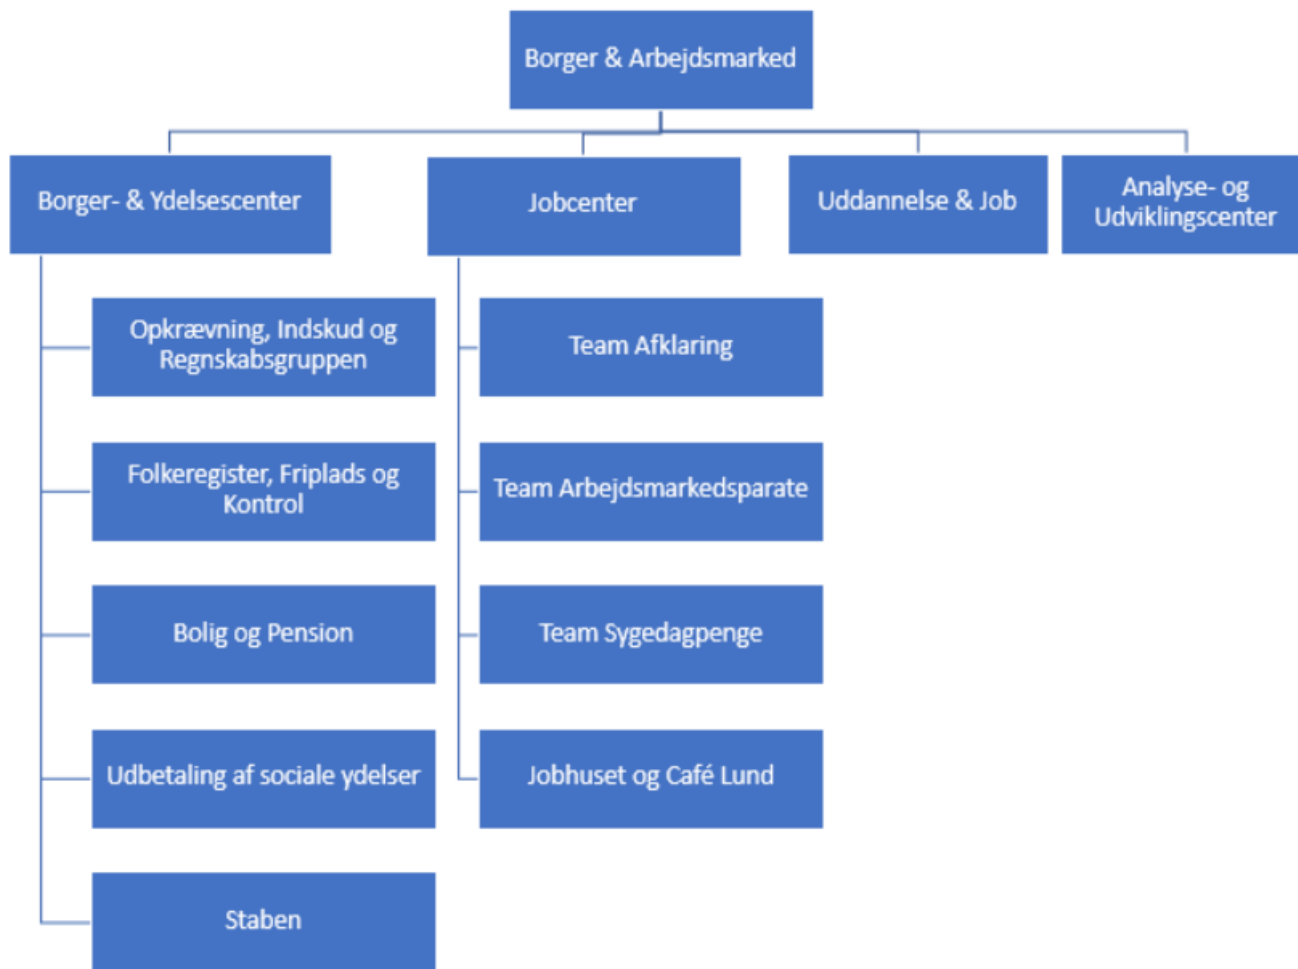 Borger & Arbejdsmarked
Borger- & Ydelsescenter
Jobcenter
Uddannelse & Job
Analyse- og
Udviklingscenter
Opkrævning, Indskud og
Regnskabsgruppen
Folkeregister, Friplads og
Kontrol
Bolig og Pension
Udbetaling af sociale ydelser
Staben
Team Afklaring
Team Arbejdsmarkedsparate
Team Sygedagpenge
Jobhuset og Café Lund